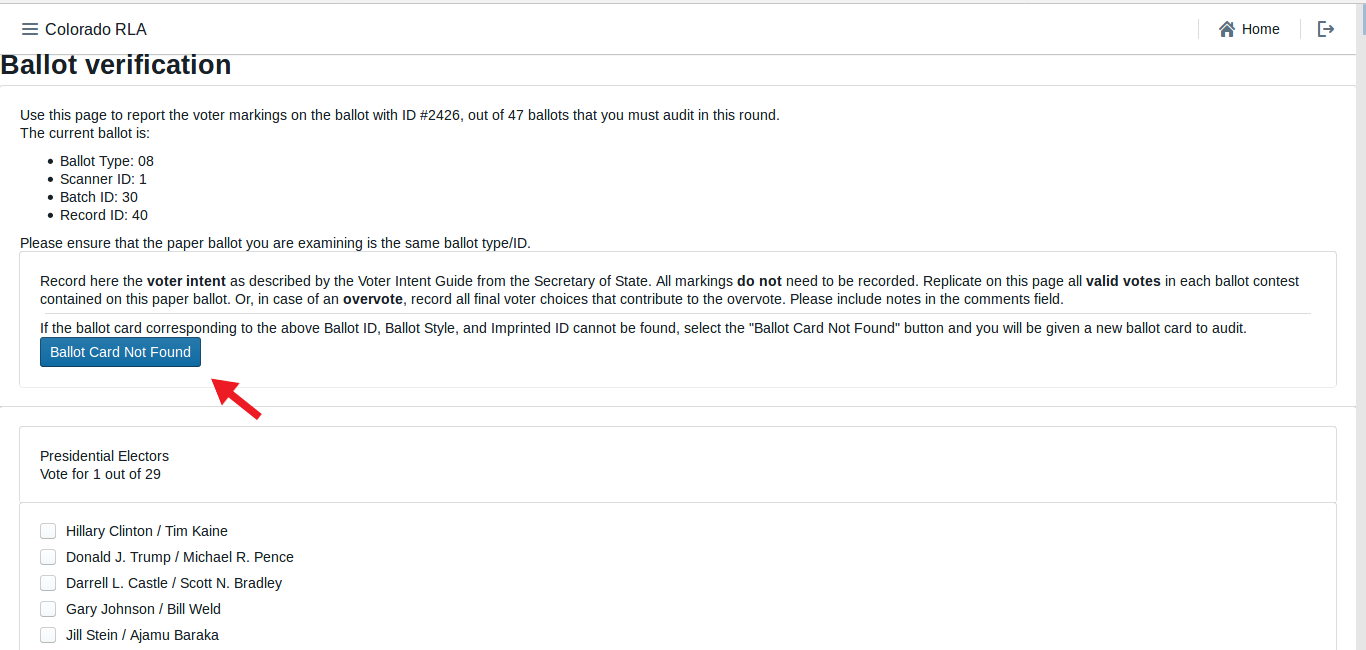 Colorado RLA
Home
Ballot verification
Use this page to report the voter markings on the ballot with ID #2426, out of 47 ballots that you must audit in this round.
The current ballot is:
Ballot Type: 08
Scanner ID: 1
Batch ID: 30
Record ID: 40
Please ensure that the paper ballot you are examining is the same ballot type/ID.
Record here the voter intent as described by the Voter Intent Guide from the Secretary of State. All markings do not need to be recorded. Replicate on this page all valid votes in each ballot contest
contained on this paper ballot. Or, in case of an overvote, record all final voter choices that contribute to the overvote. Please include notes in the comments field.
If the ballot card corresponding to the above Ballot ID, Ballot Style, and Imprinted ID cannot be found, select the "Ballot Card Not Found" button and you will be given a new ballot card to audit.
Ballot Card Not Found
Presidential Electors
Vote for 1 out of 29
Hillary Clinton / Tim Kaine
Donald J. Trump / Michael R. Pence
Darrell L. Castle / Scott N. Bradley
Gary Johnson / Bill Weld
Jill Stein / Ajamu Baraka